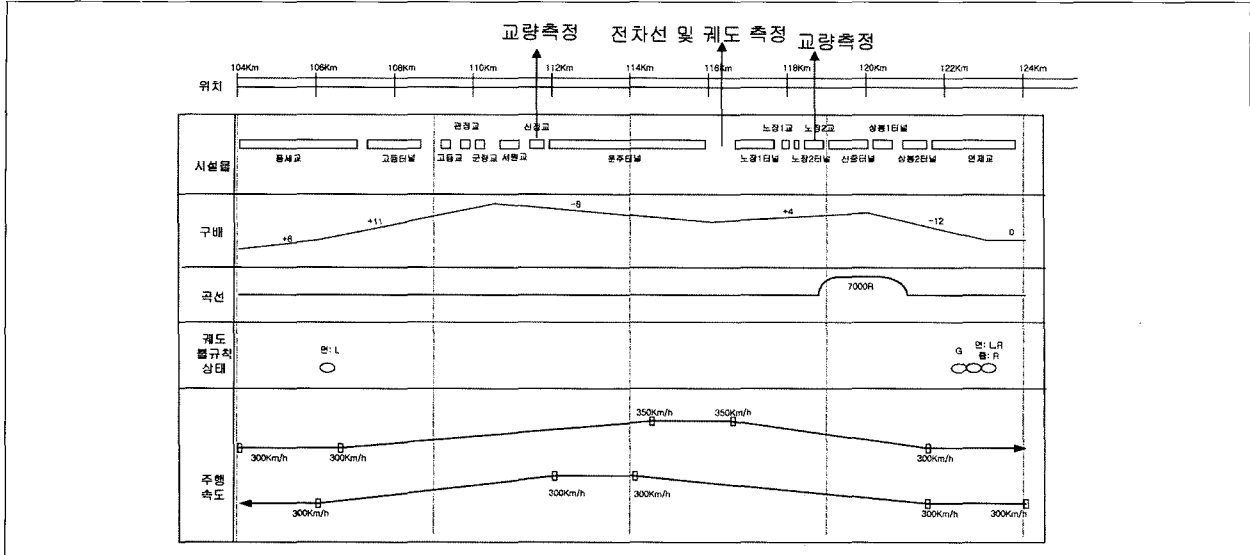 교량측정 전차선 및 궤도 측정 교량측정
104Km 106Km 108Km 110Km 112Km 114Km 116Km 118Km 120Km 122Km 124Km
위치
관정교 신정교 노장1교 노장2교 상봉1터널
시설물
풍세교 고등터널 고등교 군량교 서원교 운주터널 노장1터널 노장2터널 산중터널 상봉2터널 연제교
구배
+8 +11 -8 +4 -12 0
곡선
7000R
궤도
불규칙
상태
면: L
G
면: L,R
줄: R
350Km/h 350Km/h
300Km/h 300Km/h 300Km/h
주행
속도
300Km/h 300Km/h 300Km/h 300Km/h 300Km/h